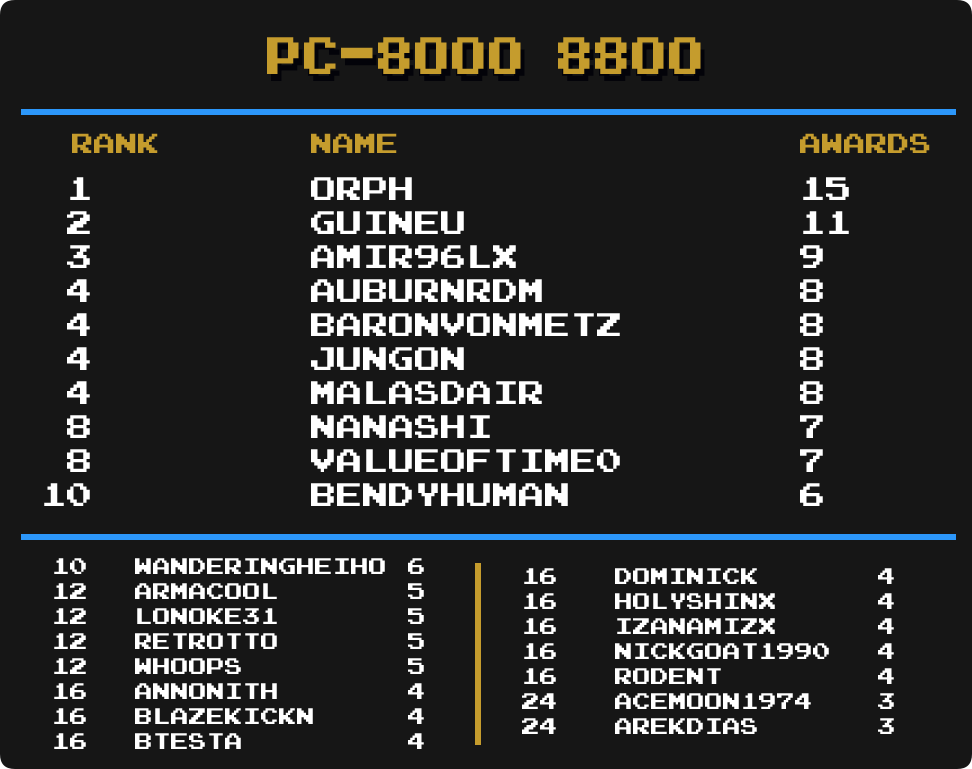 PC-8000 8800
RANK NAME AWARDS
1 ORPH 15
2 GUINEU 11
3 AMIR96LX 9
4 AUBURNRDM 8
4 BARONVONMETZ 8
4 JUNGON 8
4 MALASDAIR 8
8 NANASHI 7
8 VALUEOFTIME0 7
10 BENDYHUMAN 6
10 WANDERINGHEIHO 6
12 ARMACOOL 5
12 LONOKE31 5
12 RETROTTO 5
12 WHOOPS 5
16 ANNONITH 4
16 BLAZEKICKN 4
16 BTESTA 4
16 DOMINICK 4
16 HOLYSHINX 4
16 IZANAMIZX 4
16 NICKGOAT1990 4
16 RODENT 4
24 ACEMOON1974 3
24 AREKDIAS 3